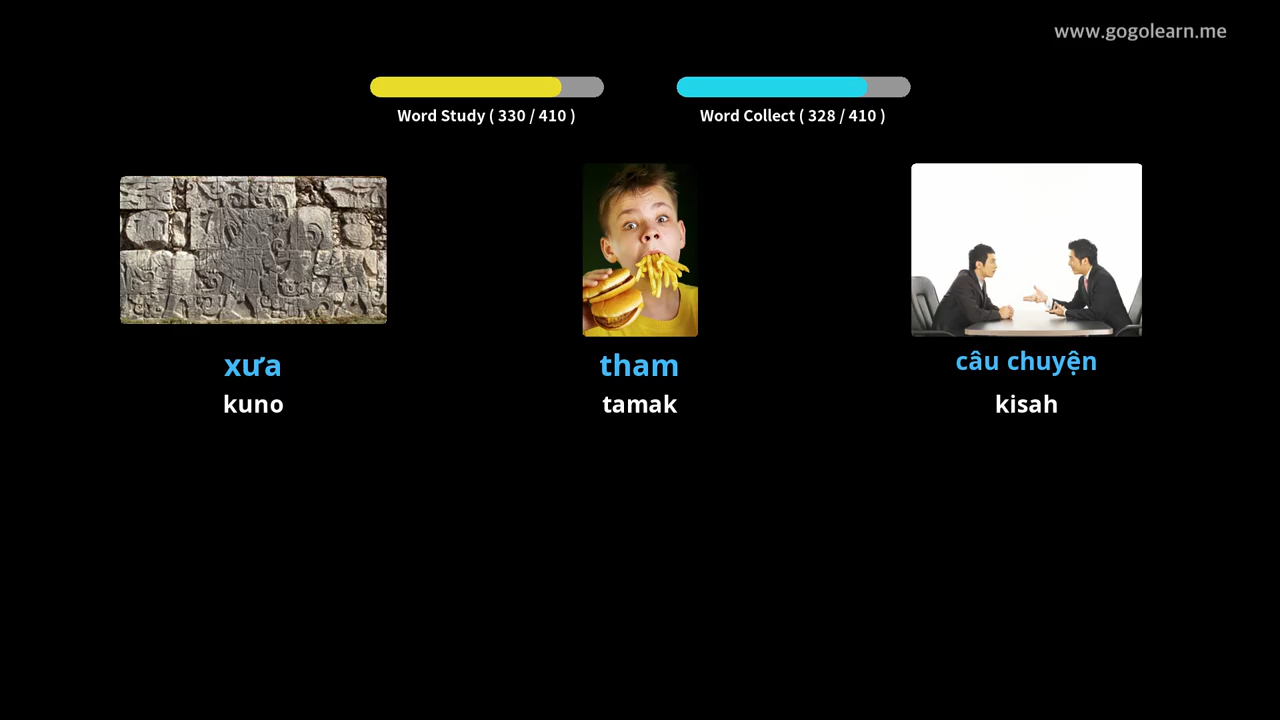 www.gogolearn.me
Word Study ( 330 / 410 )
Word Collect ( 328 / 410 )
xưa
kuno
tham
tamak
câu chuyện
kisah